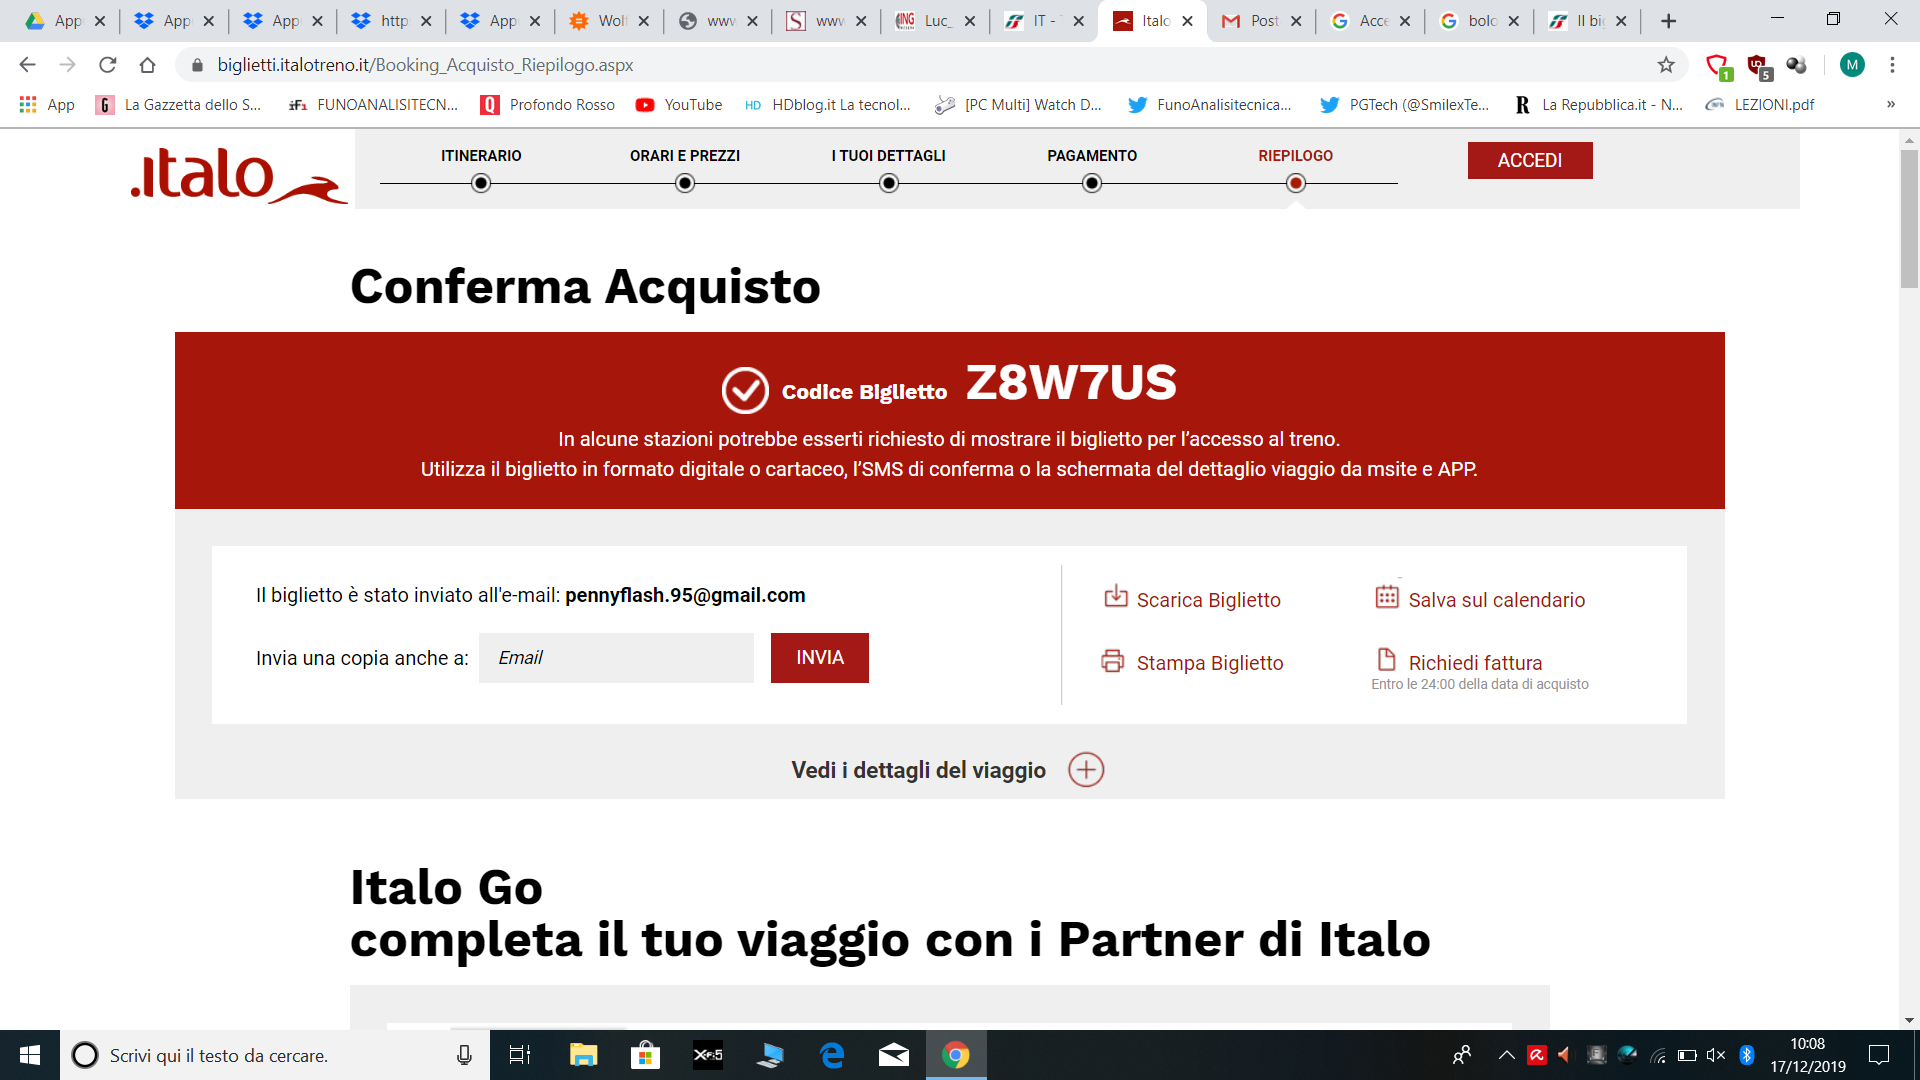 App
App
App
http
App
Wolf
www
www
Luc_
IT - T
Italo
Post
Acce
bolo
Il big
biglietti.italotreno.it/Booking_Acquisto_Riepilogo.aspx
1
5
M
App
La Gazzetta dello S...
FUNOANALISITECN...
Profondo Rosso
YouTube
HDblog.it La tecnol...
[PC Multi] Watch D...
FunoAnalisitecnica...
PGTech (@SmilexTe...
La Repubblica.it - N...
LEZIONI.pdf
»
.italo
ITINERARIO
ORARI E PREZZI
I TUOI DETTAGLI
PAGAMENTO
RIEPILOGO
ACCEDI
Conferma Acquisto
Codice Biglietto Z8W7US
In alcune stazioni potrebbe esserti richiesto di mostrare il biglietto per l'accesso al treno.
Utilizza il biglietto in formato digitale o cartaceo, l'SMS di conferma o la schermata del dettaglio viaggio da msite e APP.
Il biglietto è stato inviato all'e-mail: pennyflash.95@gmail.com
Invia una copia anche a: Email INVIA
Scarica Biglietto
Salva sul calendario
Stampa Biglietto
Richiedi fattura
Entro le 24:00 della data di acquisto
Vedi i dettagli del viaggio
Italo Go
completa il tuo viaggio con i Partner di Italo
Scrivi qui il testo da cercare.
10:08
17/12/2019